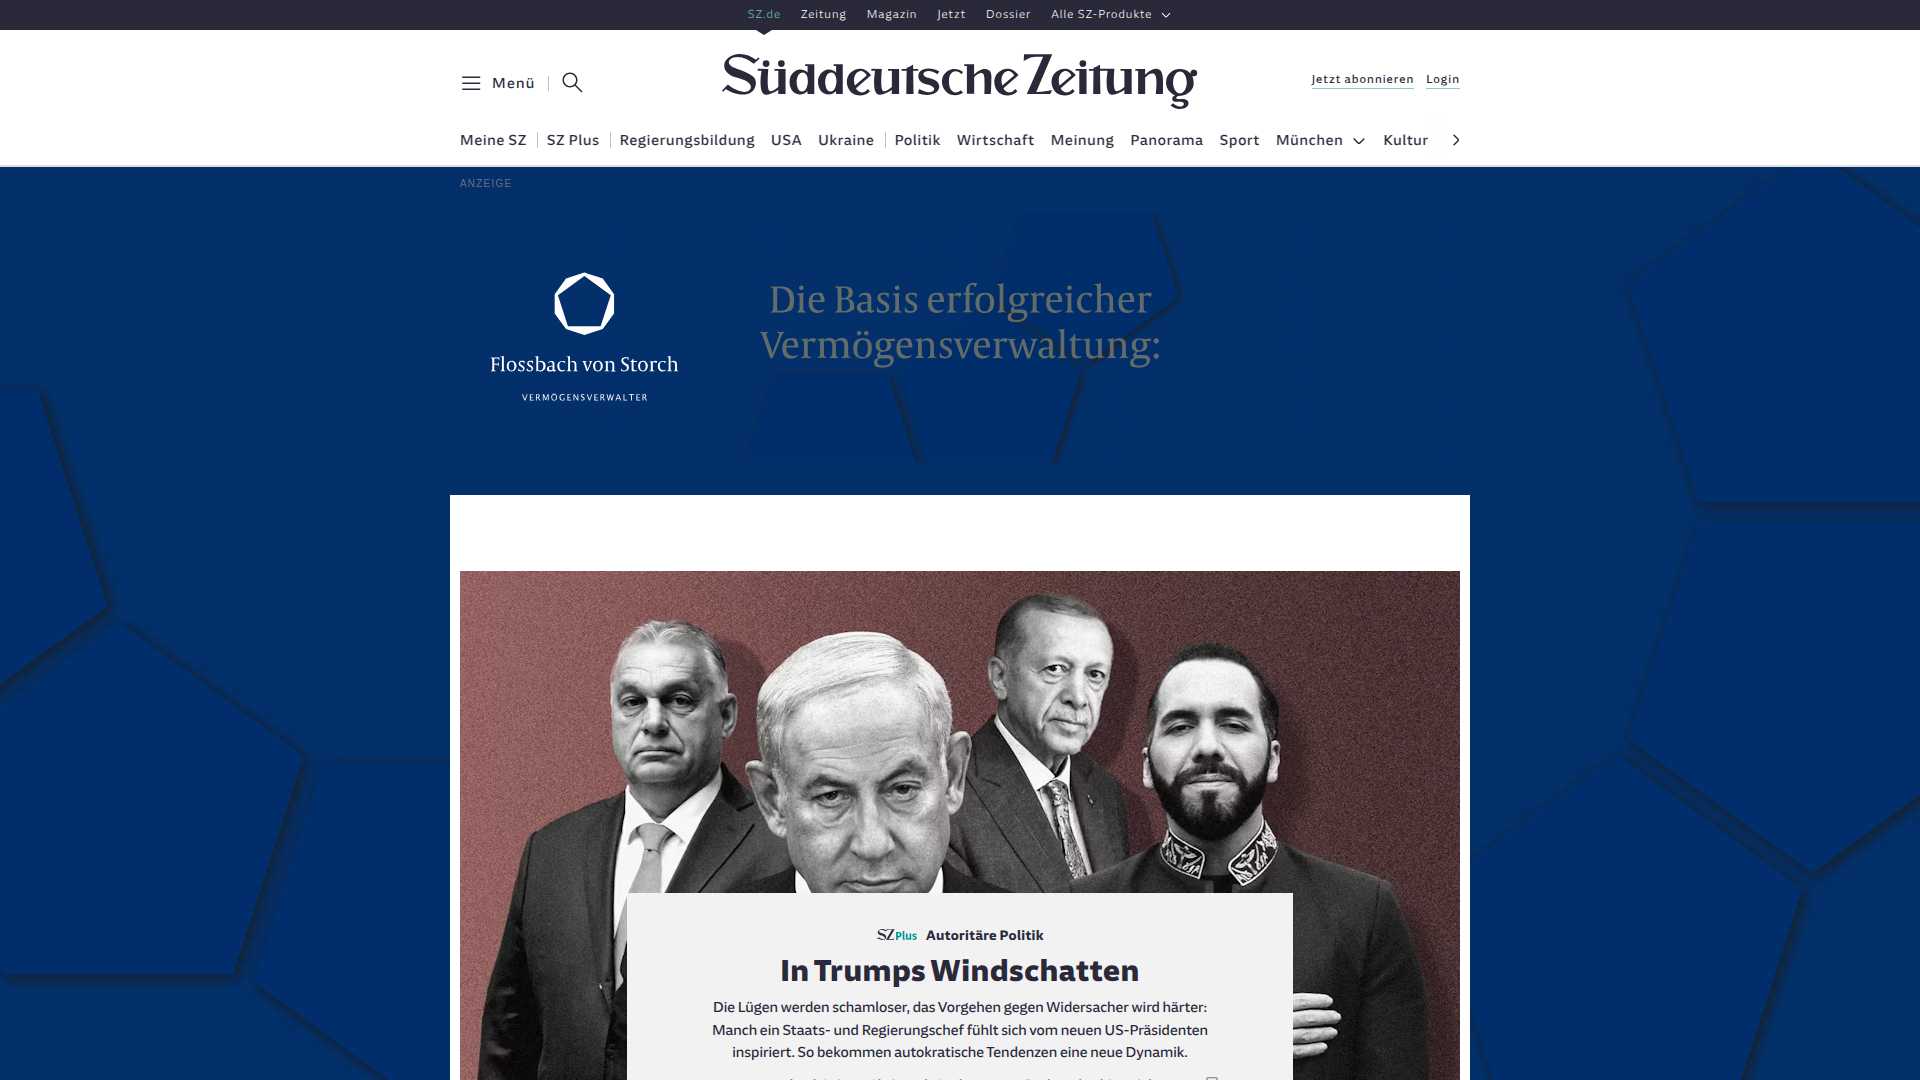 SZ.de Zeitung Magazin Jetzt Dossier Alle SZ-Produkte
Menü
Süddeutsche Zeitung
Jetzt abonnieren Login
Meine SZ SZ Plus Regierungsbildung USA Ukraine Politik Wirtschaft Meinung Panorama Sport München Kultur
ANZEIGE
Flossbach von Storch
VERMÖGENSVERWALTER
Die Basis erfolgreicher
Vermögensverwaltung:
SZ Plus Autoritäre Politik
In Trumps Windschatten
Die Lügen werden schamloser, das Vorgehen gegen Widersacher wird härter:
Manch ein Staats- und Regierungschef fühlt sich vom neuen US-Präsidenten
inspiriert. So bekommen autokratische Tendenzen eine neue Dynamik.